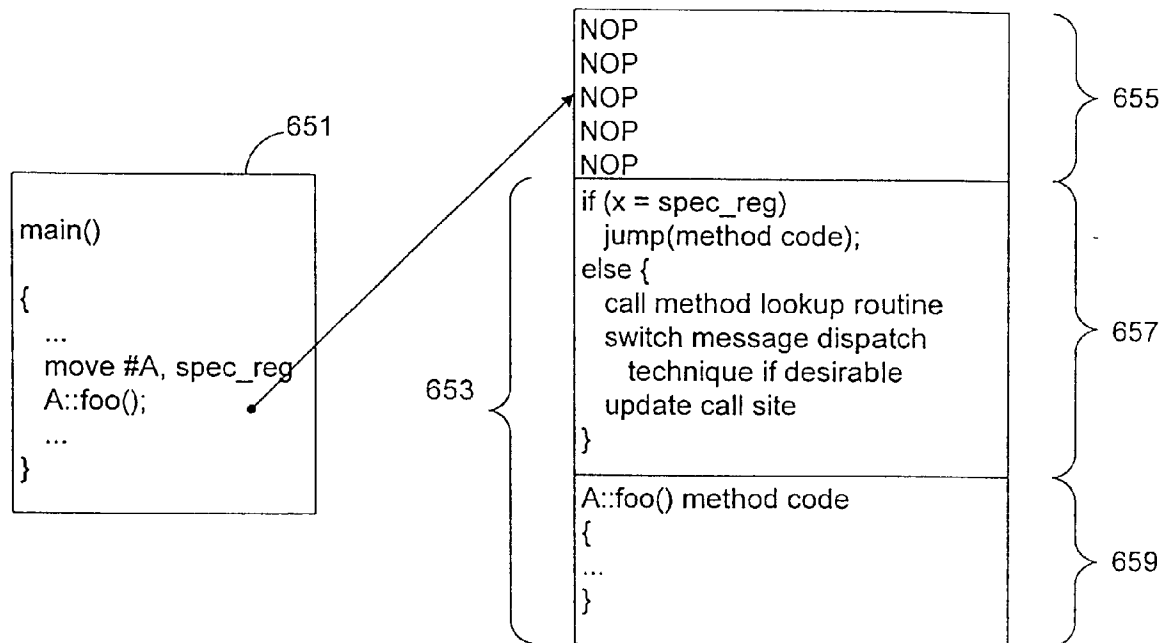 651
main()
{
...
move #A, spec_reg
A::foo();
...
}
653
NOP
NOP
NOP
NOP
NOP
655
if (x = spec_reg)
jump(method code);
else {
call method lookup routine
switch message dispatch
technique if desirable
update call site
}
657
A::foo() method code
{
...
}
659